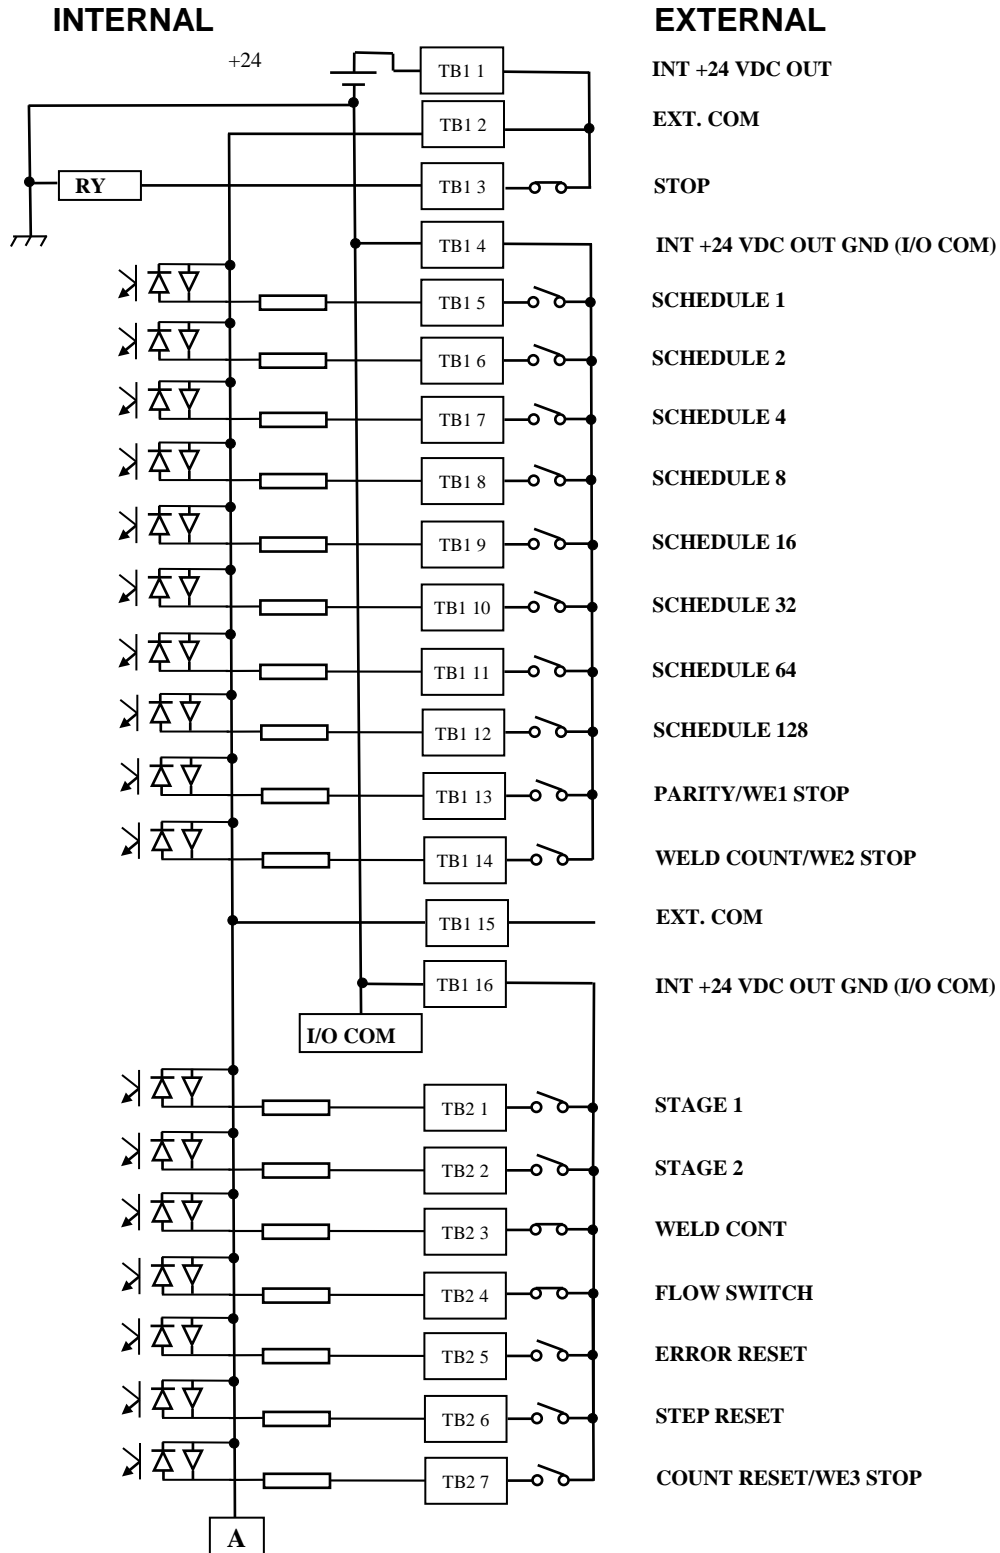 INTERNAL EXTERNAL
+24 TB1 1 INT +24 VDC OUT
TB1 2 EXT. COM
RY TB1 3 STOP
TB1 4 INT +24 VDC OUT GND (I/O COM)
TB1 5 SCHEDULE 1
TB1 6 SCHEDULE 2
TB1 7 SCHEDULE 4
TB1 8 SCHEDULE 8
TB1 9 SCHEDULE 16
TB1 10 SCHEDULE 32
TB1 11 SCHEDULE 64
TB1 12 SCHEDULE 128
TB1 13 PARITY/WE1 STOP
TB1 14 WELD COUNT/WE2 STOP
TB1 15 EXT. COM
TB1 16 INT +24 VDC OUT GND (I/O COM)
I/O COM
TB2 1 STAGE 1
TB2 2 STAGE 2
TB2 3 WELD CONT
TB2 4 FLOW SWITCH
TB2 5 ERROR RESET
TB2 6 STEP RESET
TB2 7 COUNT RESET/WE3 STOP
A